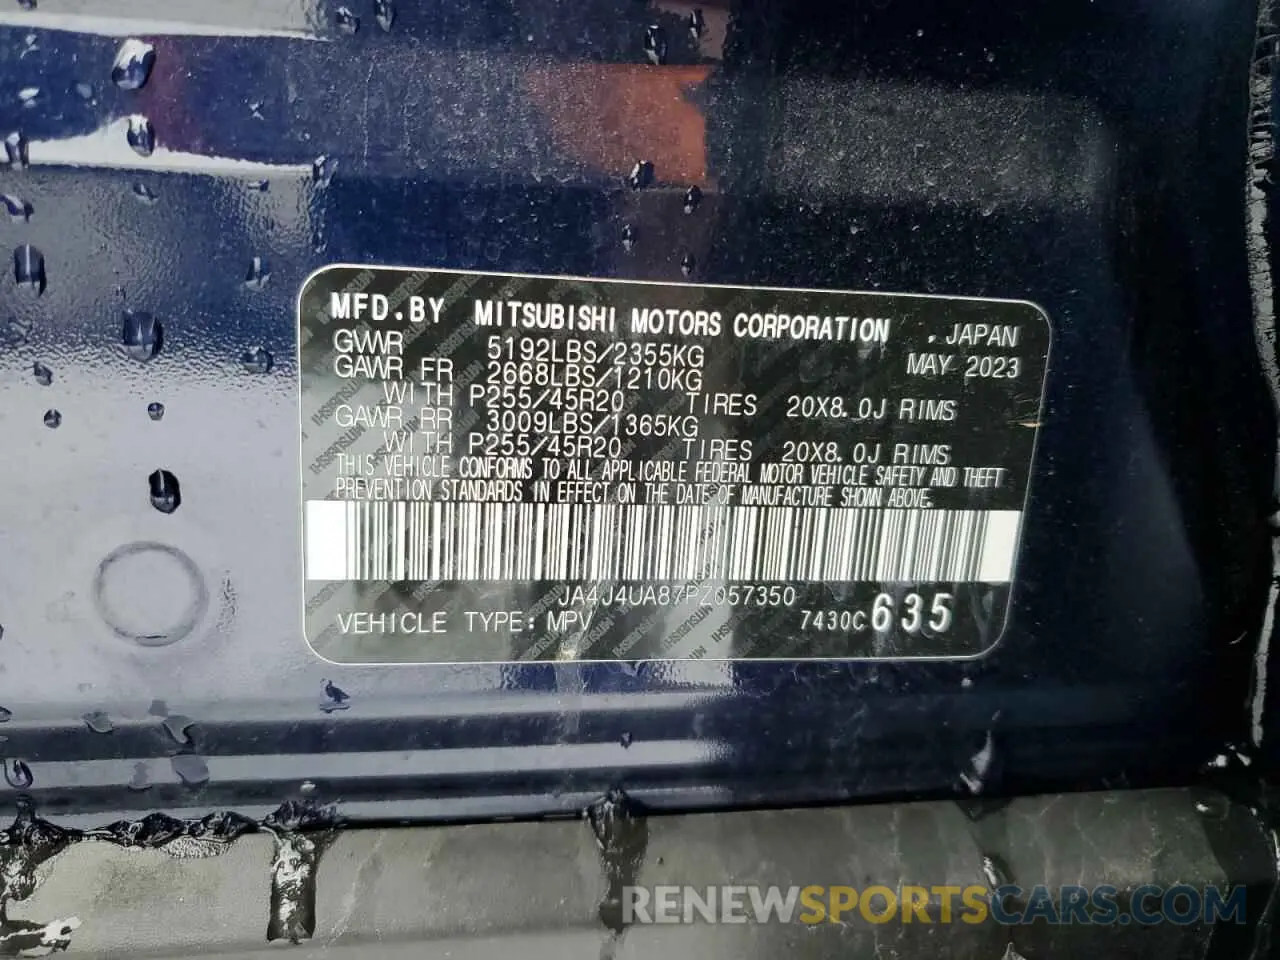 MFD.BY MITSUBISHI MOTORS CORPORATION , JAPAN
GVWR 5192LBS/2355KG MAY 2023
GAWR FR 2668LBS/1210KG
WITH P255/45R20 TIRES 20X8.0J RIMS
GAWR RR 3009LBS/1365KG
WITH P255/45R20 TIRES 20X8.0J RIMS
THIS VEHICLE CONFORMS TO ALL APPLICABLE FEDERAL MOTOR VEHICLE SAFETY AND THEFT
PREVENTION STANDARDS IN EFFECT ON THE DATE OF MANUFACTURE SHOWN ABOVE.
JA4J4UA87PZ057350
VEHICLE TYPE: MPV 7430C 635
RENEWSPORTSCARS.COM